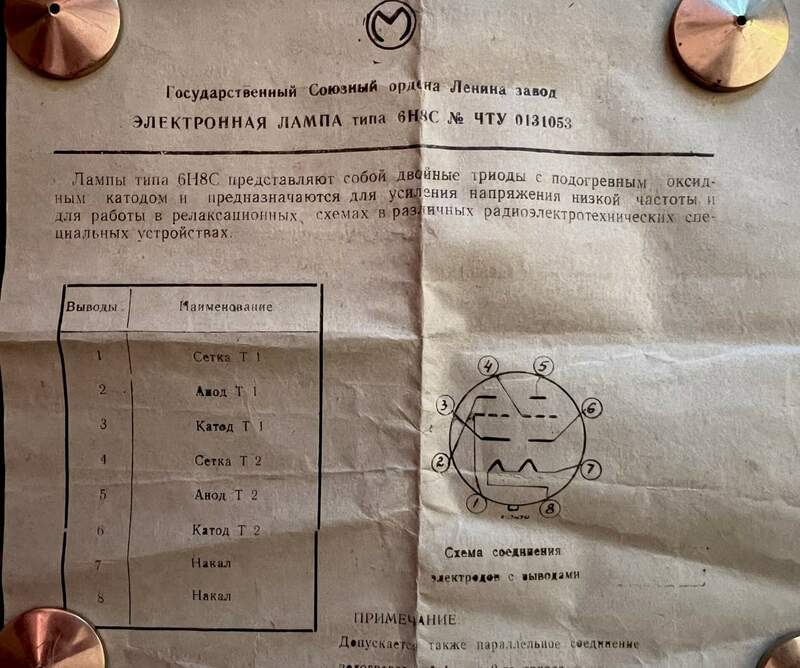 М
Государственный Союзный ордена Ленина завод
ЭЛЕКТРОННАЯ ЛАМПА типа 6Н8С № ЧТУ 0131053
Лампы типа 6Н8С представляют собой двойные триоды с подогревным оксид-
ным катодом и предназначаются для усиления напряжения низкой частоты и
для работы в релаксационных схемах в различных радиоэлектротехнических спе-
циальных устройствах.
Выводы Наименование
1 Сетка Т 1
2 Анод Т 1
3 Катод Т 1
4 Сетка Т 2
5 Анод Т 2
6 Катод Т 2
7 Накал
8 Накал
4 5
3 6
2 7
1 8
Схема соединения
электродов с выводами
ПРИМЕЧАНИЕ
Допускается также параллельное соединение